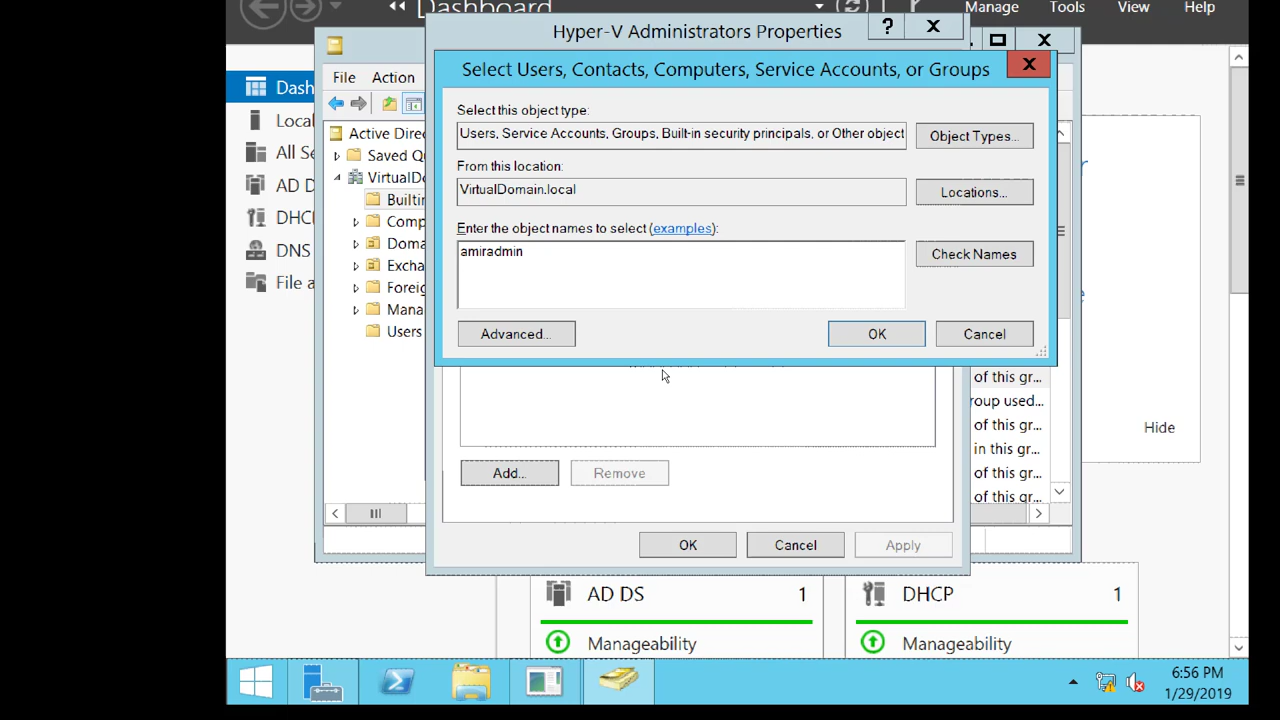 Dashboard
Manage Tools View Help
Hyper-V Administrators Properties
?
File Action
Select Users, Contacts, Computers, Service Accounts, or Groups
Select this object type:
Users, Service Accounts, Groups, Built-in security principals, or Other object
Object Types...
From this location:
VirtualDomain.local
Locations...
Enter the object names to select (examples):
amiradmin
Check Names
Advanced...
OK
Cancel
Dash
Loca
All Se
AD D
DHCP
DNS
File a
Active Direc
Saved Qu
VirtualDo
Builtin
Comp
Doma
Excha
Foreig
Mana
Users
of this gr...
roup used...
of this gr...
in this gr...
of this gr...
of this gr...
Hide
Add...
Remove
OK
Cancel
Apply
AD DS 1
Manageability
DHCP 1
Manageability
6:56 PM
1/29/2019